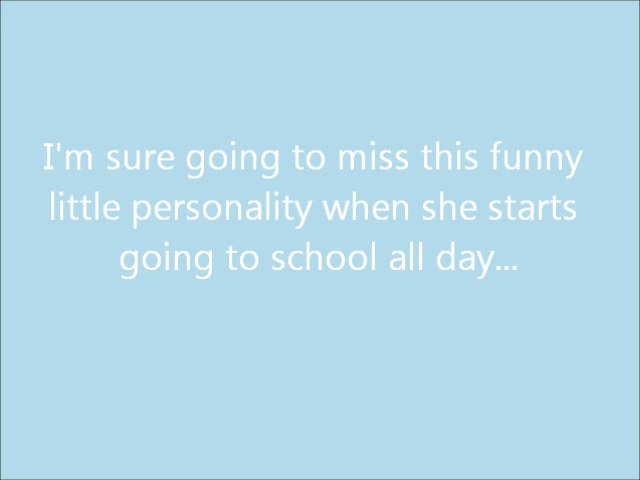 I'm sure going to miss this funny
little personality when she starts
going to school all day...